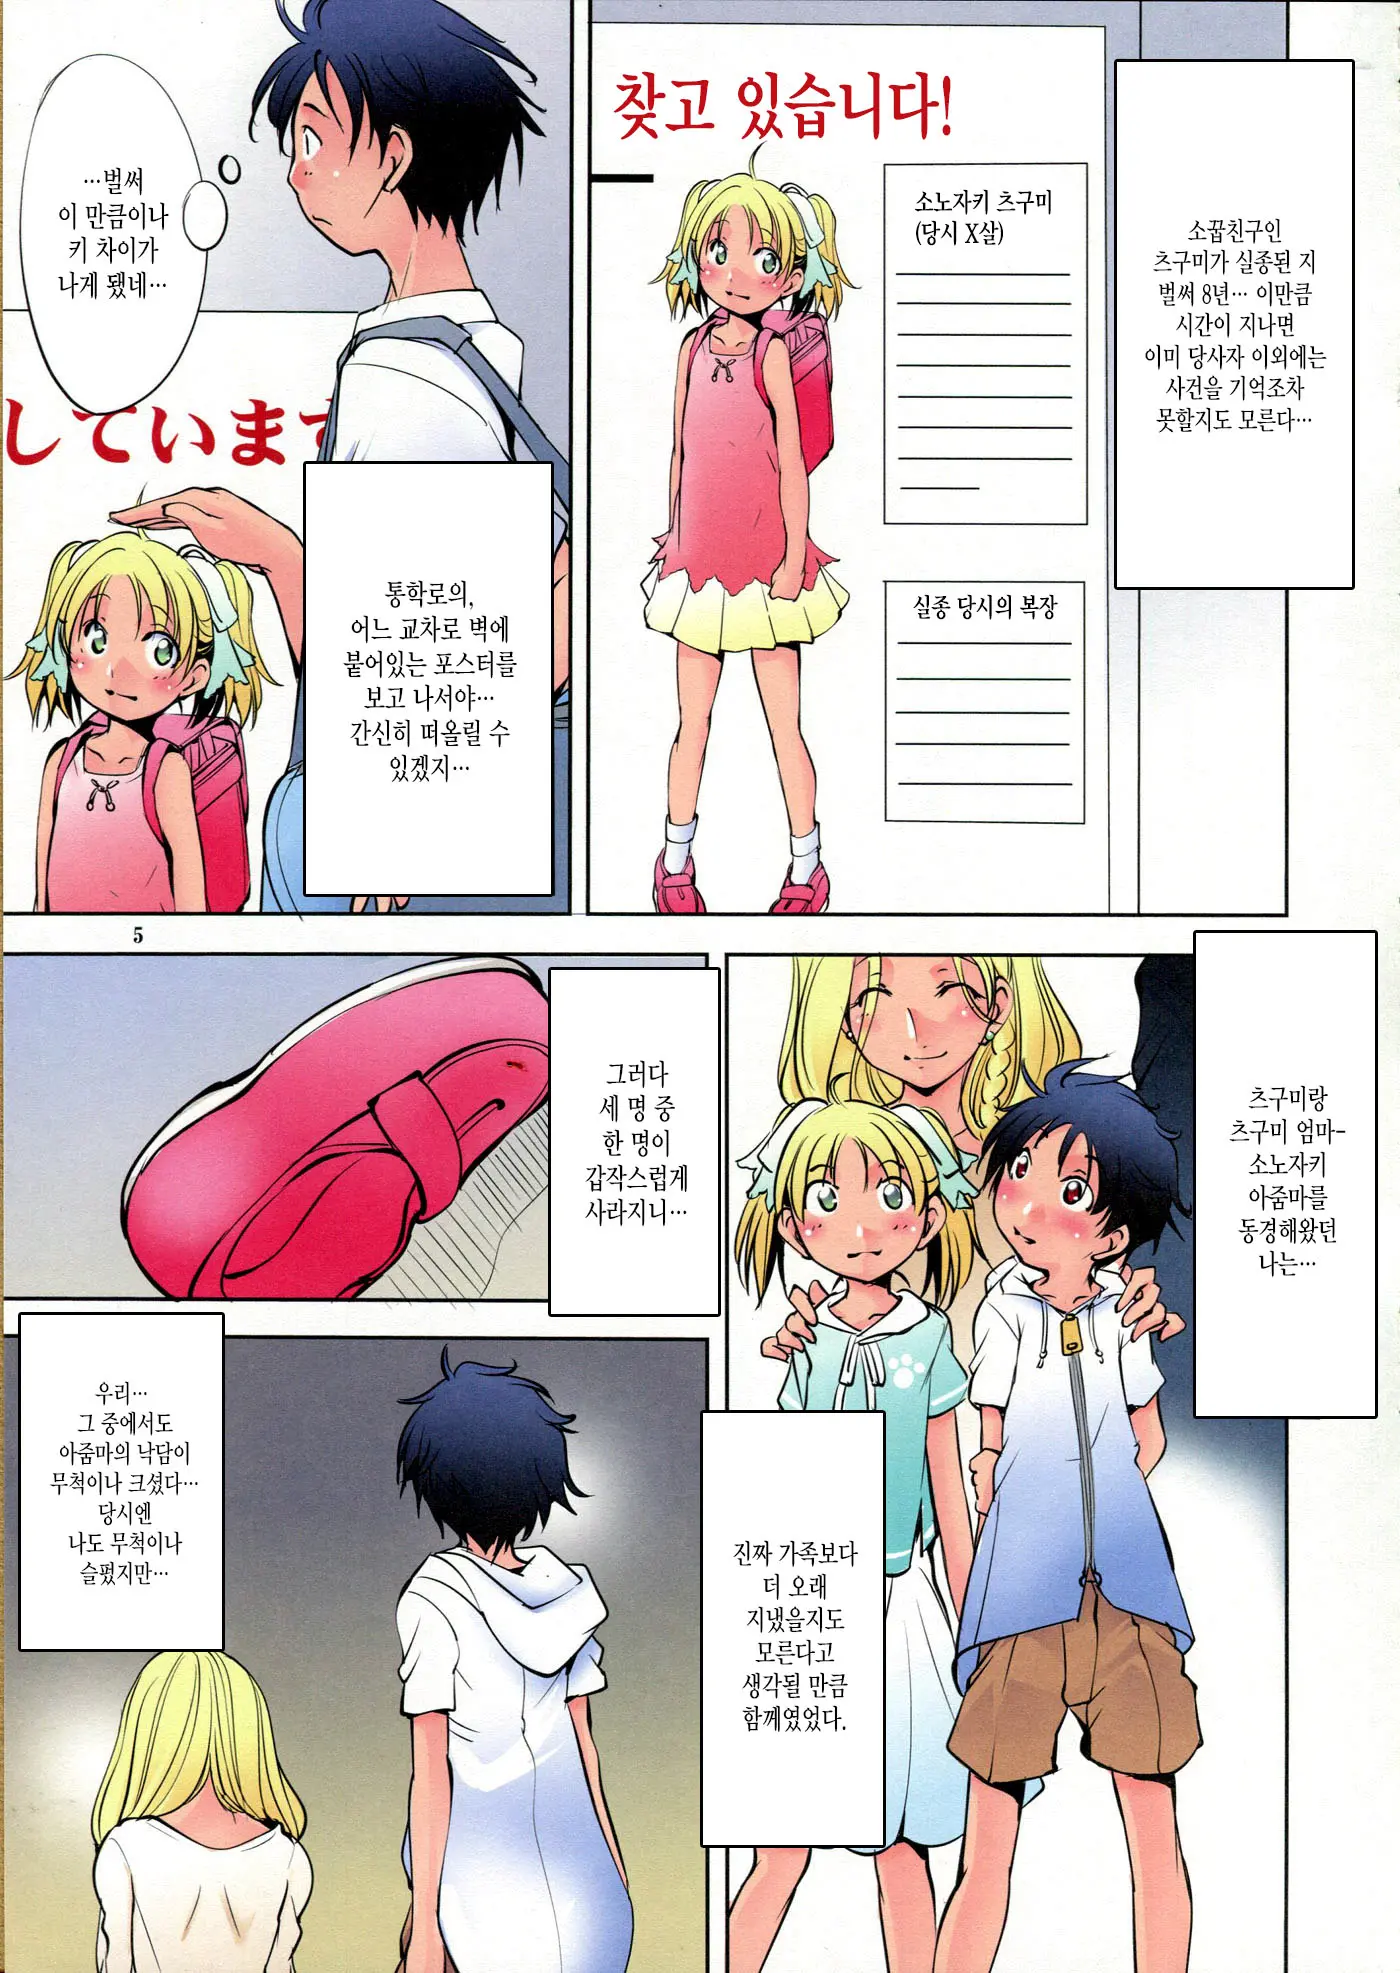 소꿉친구인
츠구미가 실종된 지
벌써 8년… 이만큼
시간이 지나면
이미 당사자 이외에는
사건을 기억조차
못할지도 모른다…
찾고 있습니다!
소노자키 츠구미
(당시 X살)
실종 당시의 복장
…벌써
이 만큼이나
키 차이가
나게 됐네…
しています
통학로의,
어느 교차로 벽에
붙어있는 포스터를
보고 나서야…
간신히 떠올릴 수
있겠지…
5
츠구미랑
츠구미 엄마-
소노자키
아줌마를
동경해왔던
나는…
진짜 가족보다
더 오래
지냈을지도
모른다고
생각될 만큼
함께였었다.
그러다
세 명 중
한 명이
갑작스럽게
사라지니…
우리…
그 중에서도
아줌마의 낙담이
무척이나 크셨다…
당시엔
나도 무척이나
슬펐지만…